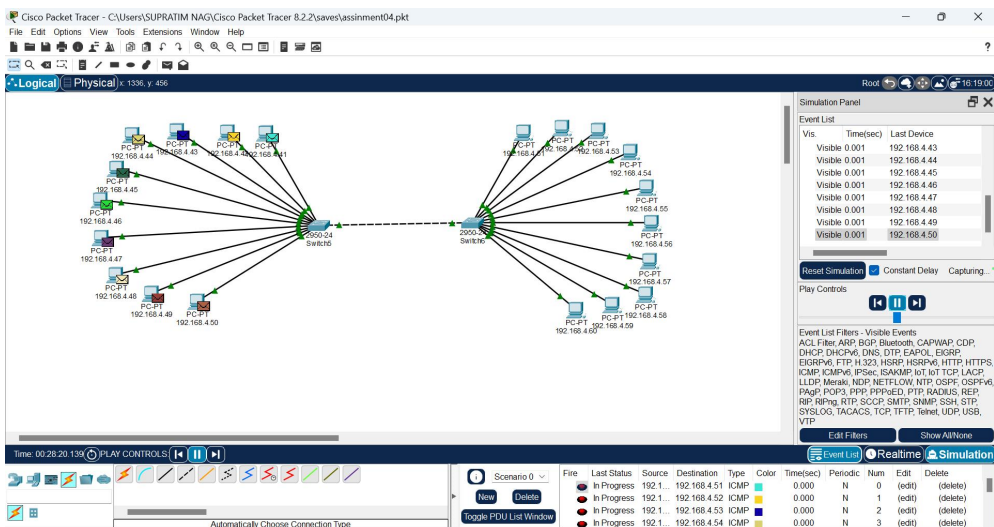 Cisco Packet Tracer - C:\Users\SUPRATIM NAG\Cisco Packet Tracer 8.2.2\saves\assinment04.pkt
File Edit Options View Tools Extensions Window Help
?
Logical Physical x: 1336, y: 456
Root 16:19:00
PC-PT
192.168.4.44
PC-PT
192.168.4.43
PC-PT
PC-PT
PC-PT
192.168.4.45
PC-PT
192.168.4.46
PC-PT
192.168.4.47
PC-PT
192.168.4.48
PC-PT
192.168.4.49
PC-PT
192.168.4.50
2950-24
Switch5
2950-24
Switch6
PC-PT
PC-PT
PC-PT
192.168.4.53
PC-PT
192.168.4.54
PC-PT
192.168.4.55
PC-PT
192.168.4.56
PC-PT
192.168.4.57
PC-PT
192.168.4.58
PC-PT
192.168.4.59
PC-PT
192.168.4.60
Simulation Panel
Event List
Vis. Time(sec) Last Device
Visible 0.001 192.168.4.43
Visible 0.001 192.168.4.44
Visible 0.001 192.168.4.45
Visible 0.001 192.168.4.46
Visible 0.001 192.168.4.47
Visible 0.001 192.168.4.48
Visible 0.001 192.168.4.49
Visible 0.001 192.168.4.50
Reset Simulation Constant Delay Capturing...
Play Controls
Event List Filters - Visible Events
ACL Filter, ARP, BGP, Bluetooth, CAPWAP, CDP,
DHCP, DHCPv6, DNS, DTP, EAPOL, EIGRP,
EIGRPv6, FTP, H.323, HSRP, HSRPv6, HTTP, HTTPS,
ICMP, ICMPv6, IPSec, ISAKMP, IoT, IoT TCP, LACP,
LLDP, Meraki, NDP, NETFLOW, NTP, OSPF, OSPFv6,
PAgP, POP3, PPP, PPPoED, PTP, RADIUS, REP,
RIP, RIPng, RTP, SCCP, SMTP, SNMP, SSH, STP,
SYSLOG, TACACS, TCP, TFTP, Telnet, UDP, USB,
VTP
Edit Filters Show All/None
Time: 00:28:20.139 PLAY CONTROLS:
Event List Realtime Simulation
Automatically Choose Connection Type
Scenario 0
New Delete
Toggle PDU List Window
Fire Last Status Source Destination Type Color Time(sec) Periodic Num Edit Delete
In Progress 192.1... 192.168.4.51 ICMP 0.000 N 0 (edit) (delete)
In Progress 192.1... 192.168.4.52 ICMP 0.000 N 1 (edit) (delete)
In Progress 192.1... 192.168.4.53 ICMP 0.000 N 2 (edit) (delete)
In Progress 192.1... 192.168.4.54 ICMP 0.000 N 3 (edit) (delete)